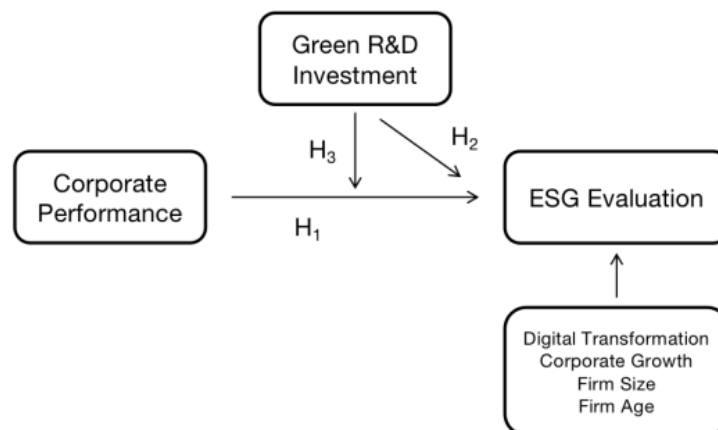 Green R&D
Investment
H3
H2
Corporate
Performance
ESG Evaluation
H1
Digital Transformation
Corporate Growth
Firm Size
Firm Age